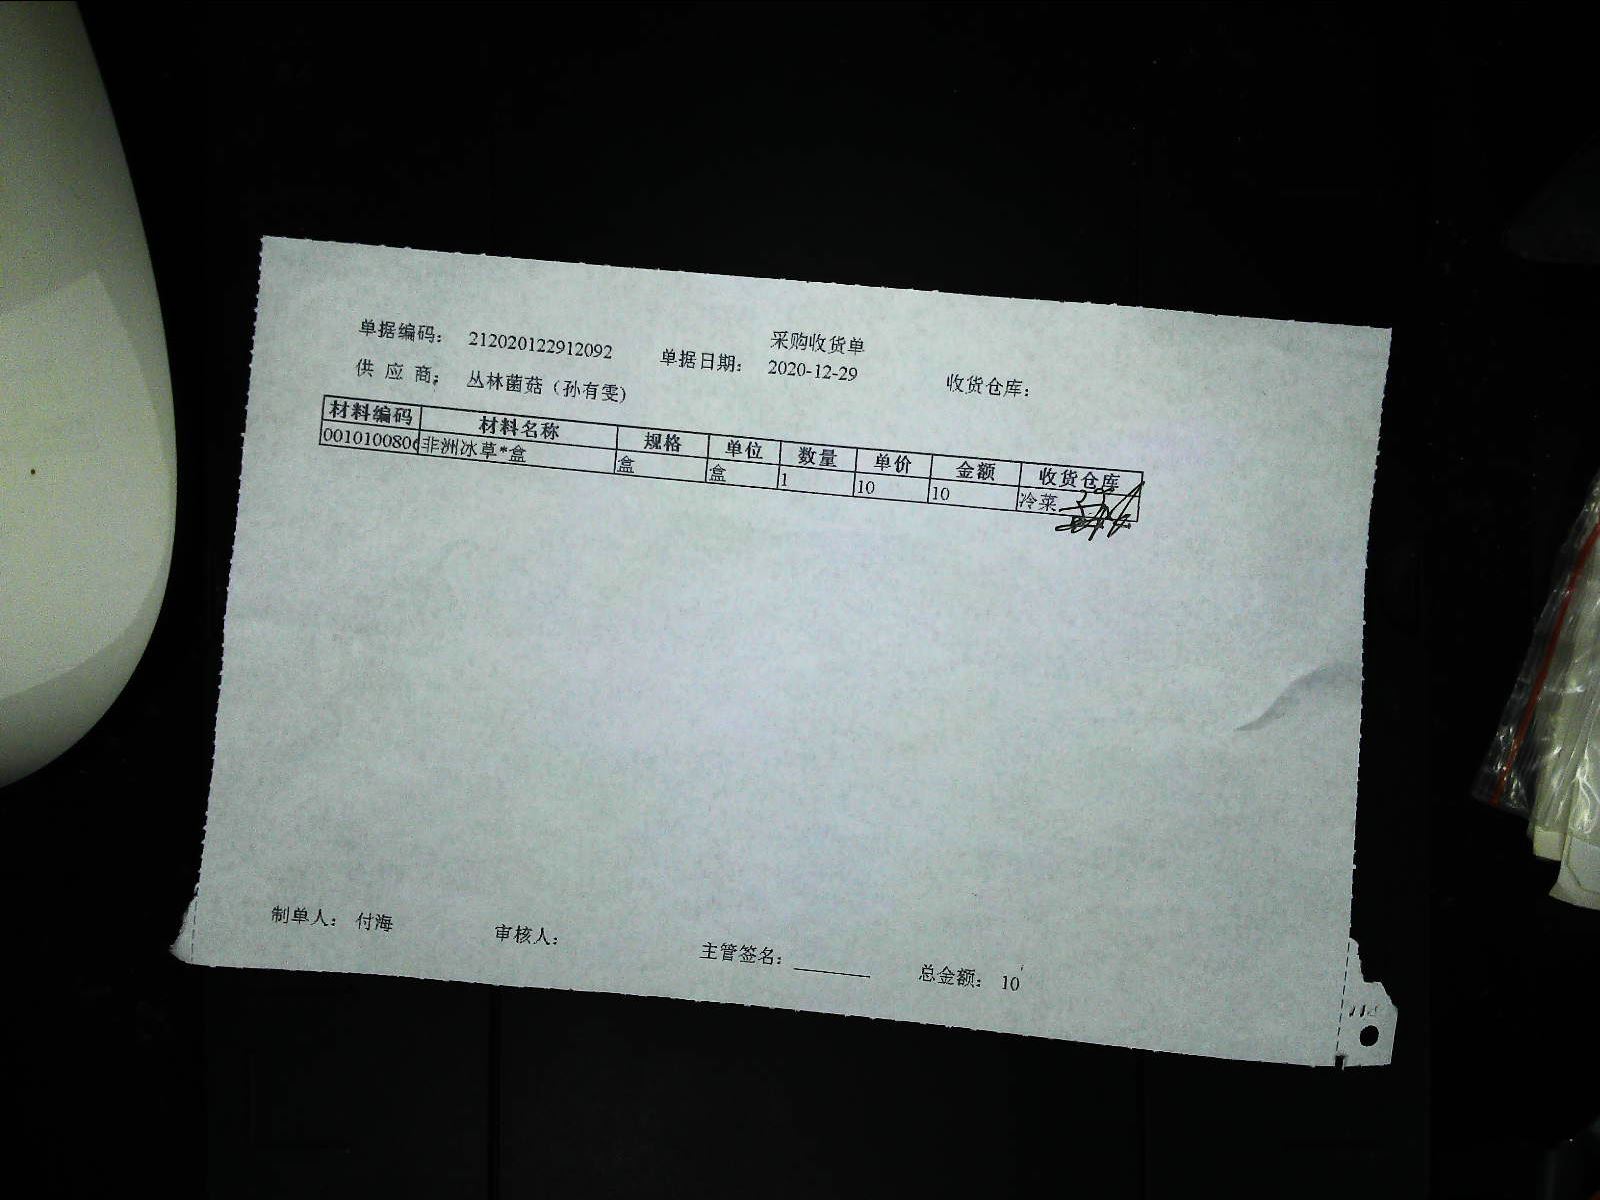 采购收货单
单据编码： 212020122912092 单据日期： 2020-12-29 收货仓库：
供 应 商： 丛林菌菇（孙有雯）
材料编码 材料名称 规格 单位 数量 单价 金额 收货仓库
001010080 非洲冰草*盒 盒 盒 1 10 10 冷菜
制单人： 付海 审核人： 主管签名： 总金额： 10